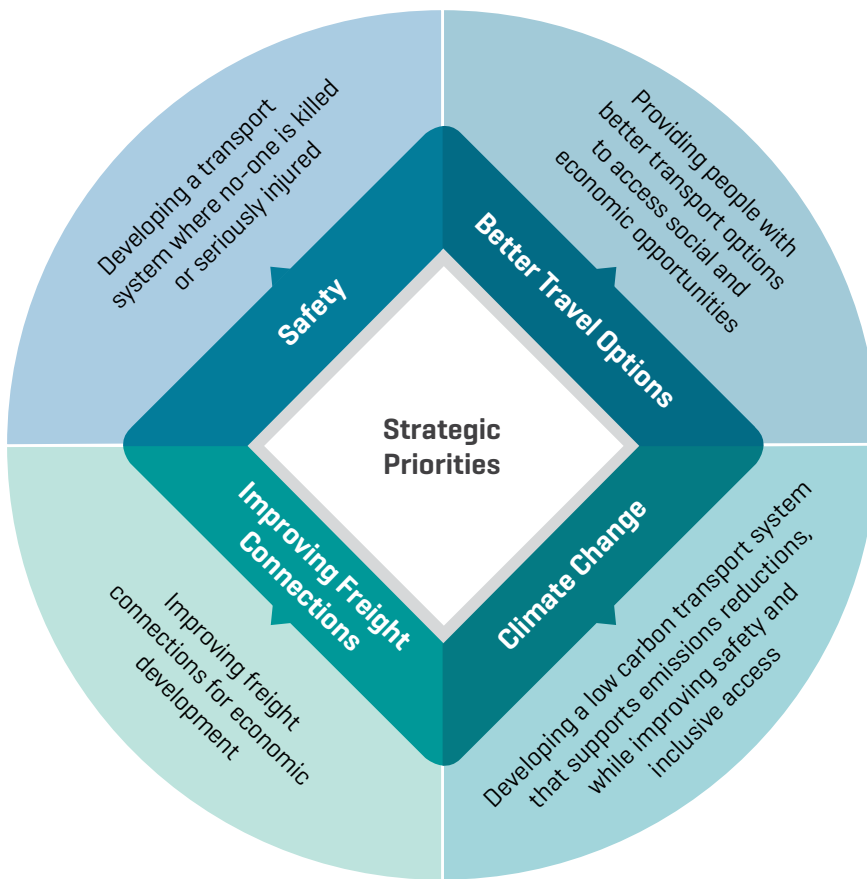 Developing a transport
system where no-one is killed
or seriously injured
Safety
Providing people with
better transport options
to access social and
economic opportunities
Better Travel Options
Strategic
Priorities
Improving Freight
Connections
Improving freight
connections for economic
development
Climate Change
Developing a low carbon transport system
that supports emissions reductions,
while improving safety and
inclusive access